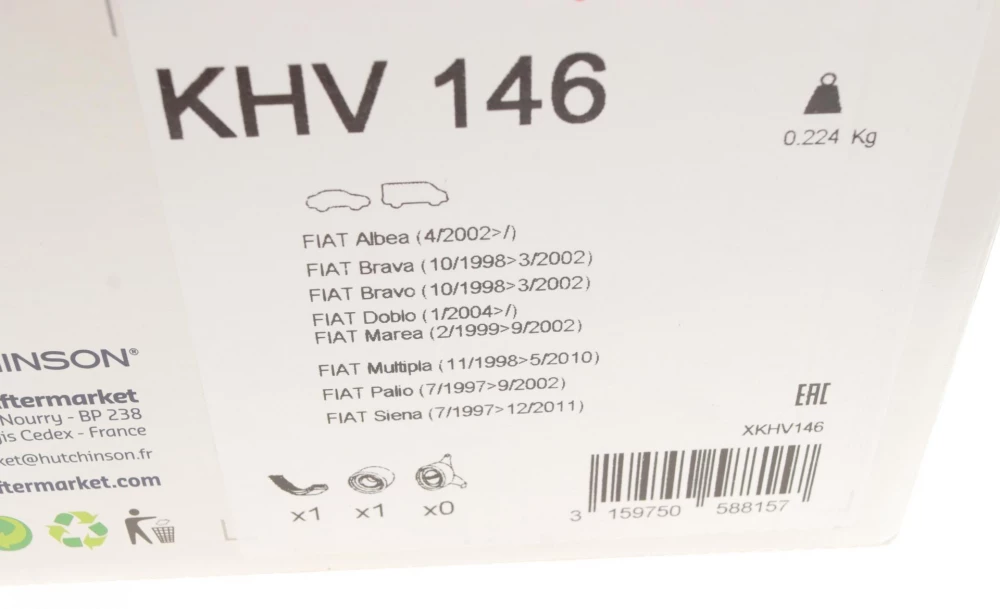 KHV 146
0.224 Kg
FIAT Albea (4/2002>/)
FIAT Brava (10/1998>3/2002)
FIAT Bravo (10/1998>3/2002)
FIAT Doblo (1/2004>/)
FIAT Marea (2/1999>9/2002)
FIAT Multipla (11/1998>5/2010)
FIAT Palio (7/1997>9/2002)
FIAT Siena (7/1997>12/2011)
EAC
XKHV146
x1 x1 x0
3 159750 588157
INSON®
ftermarket
Nourry - BP 238
is Cedex - France
ket@hutchinson.fr
ftermarket.com